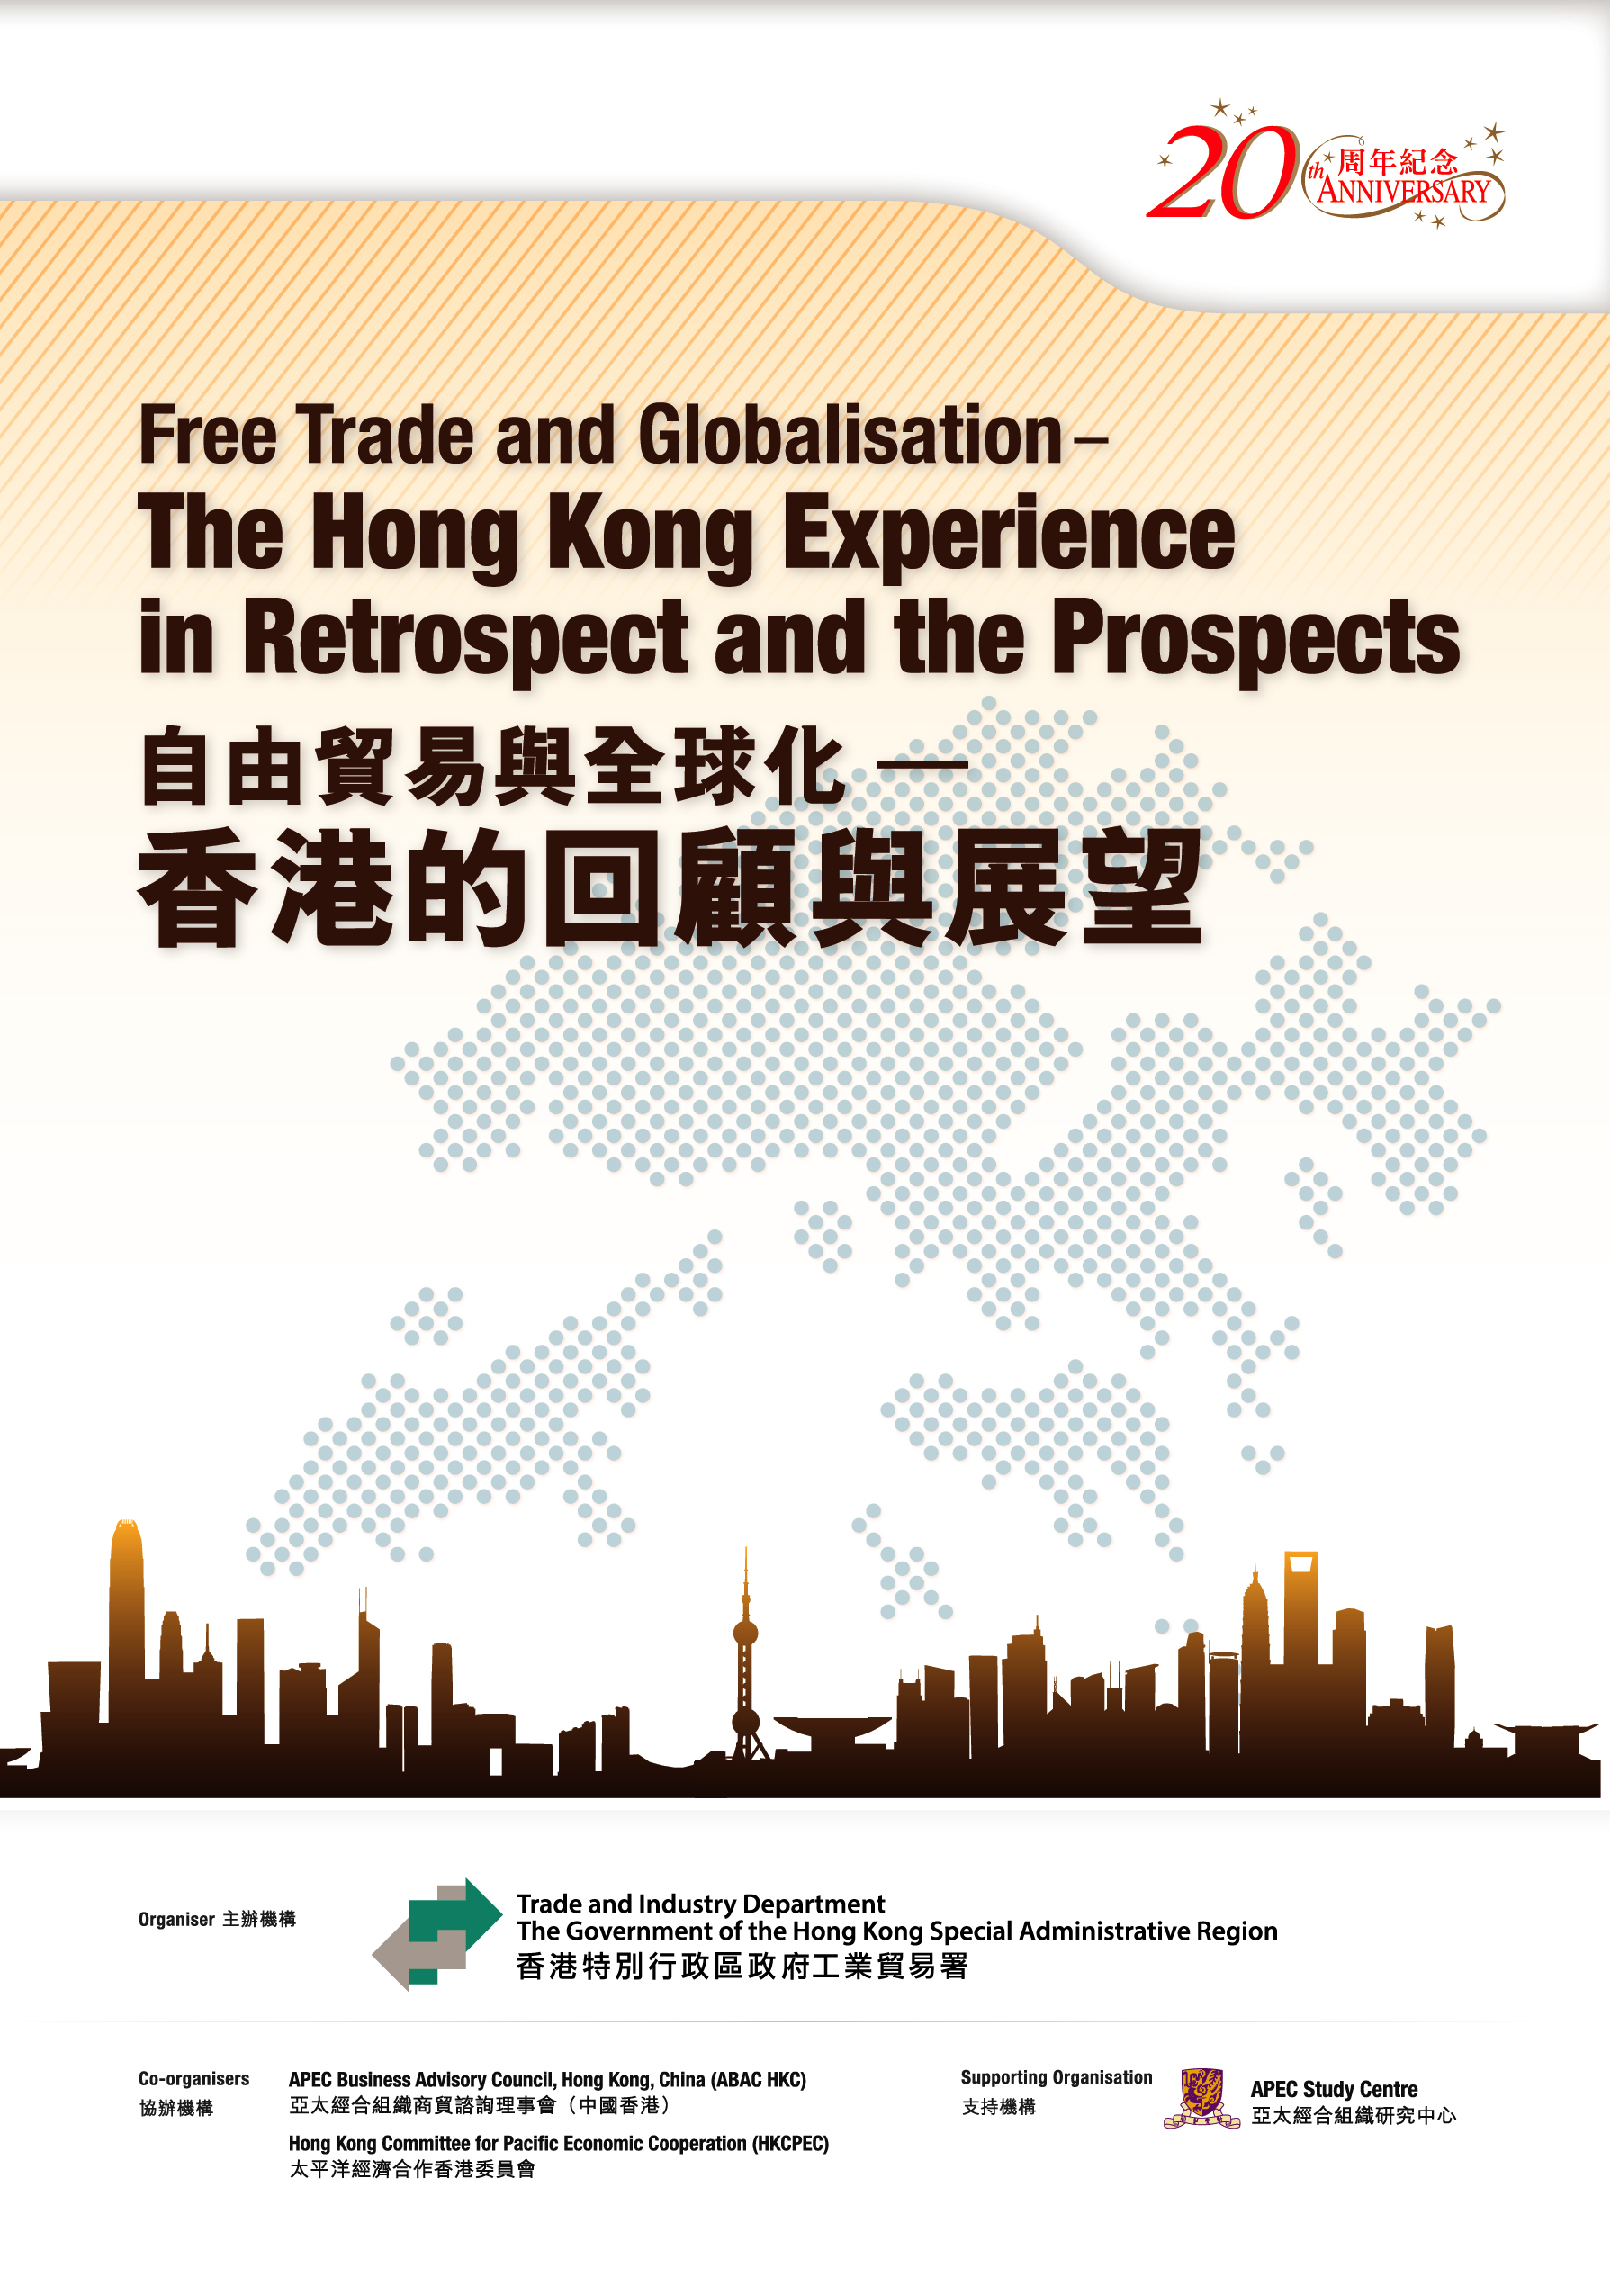 20th 周年紀念
ANNIVERSARY
Free Trade and Globalisation –
The Hong Kong Experience
in Retrospect and the Prospects
自由貿易與全球化 —
香港的回顧與展望
Organiser 主辦機構
Trade and Industry Department
The Government of the Hong Kong Special Administrative Region
香港特別行政區政府工業貿易署
Co-organisers
協辦機構
APEC Business Advisory Council, Hong Kong, China (ABAC HKC)
亞太經合組織商貿諮詢理事會（中國香港）
Hong Kong Committee for Pacific Economic Cooperation (HKCPEC)
太平洋經濟合作香港委員會
Supporting Organisation
支持機構
APEC Study Centre
亞太經合組織研究中心